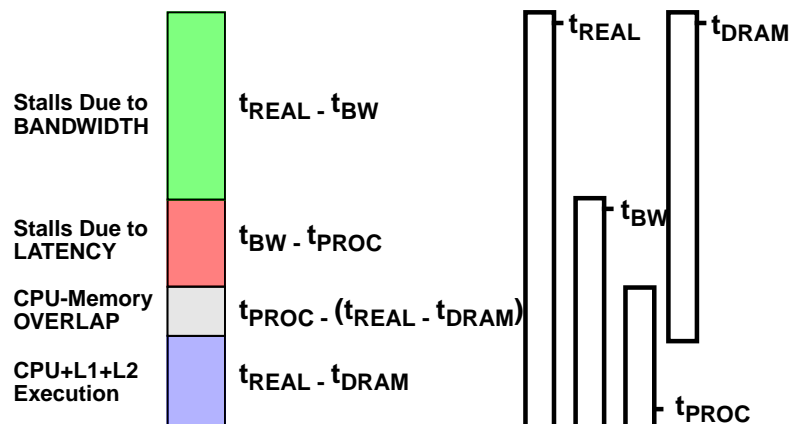 Stalls Due to
BANDWIDTH
tREAL - tBW
Stalls Due to
LATENCY
tBW - tPROC
CPU-Memory
OVERLAP
tPROC - (tREAL - tDRAM)
CPU+L1+L2
Execution
tREAL - tDRAM
tREAL
tDRAM
tBW
tPROC